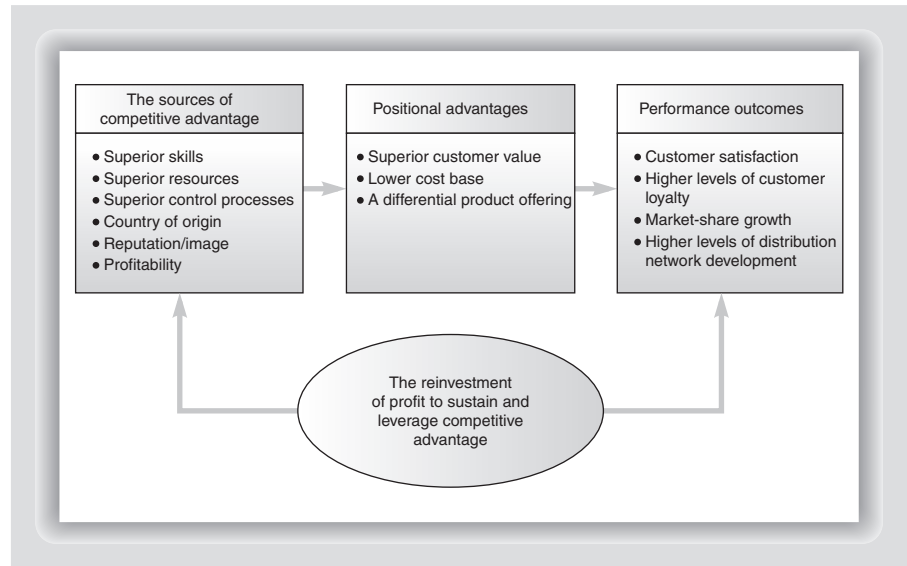 The sources of
competitive advantage
• Superior skills
• Superior resources
• Superior control processes
• Country of origin
• Reputation/image
• Profitability
Positional advantages
• Superior customer value
• Lower cost base
• A differential product offering
Performance outcomes
• Customer satisfaction
• Higher levels of customer
loyalty
• Market-share growth
• Higher levels of distribution
network development
The reinvestment
of profit to sustain and
leverage competitive
advantage